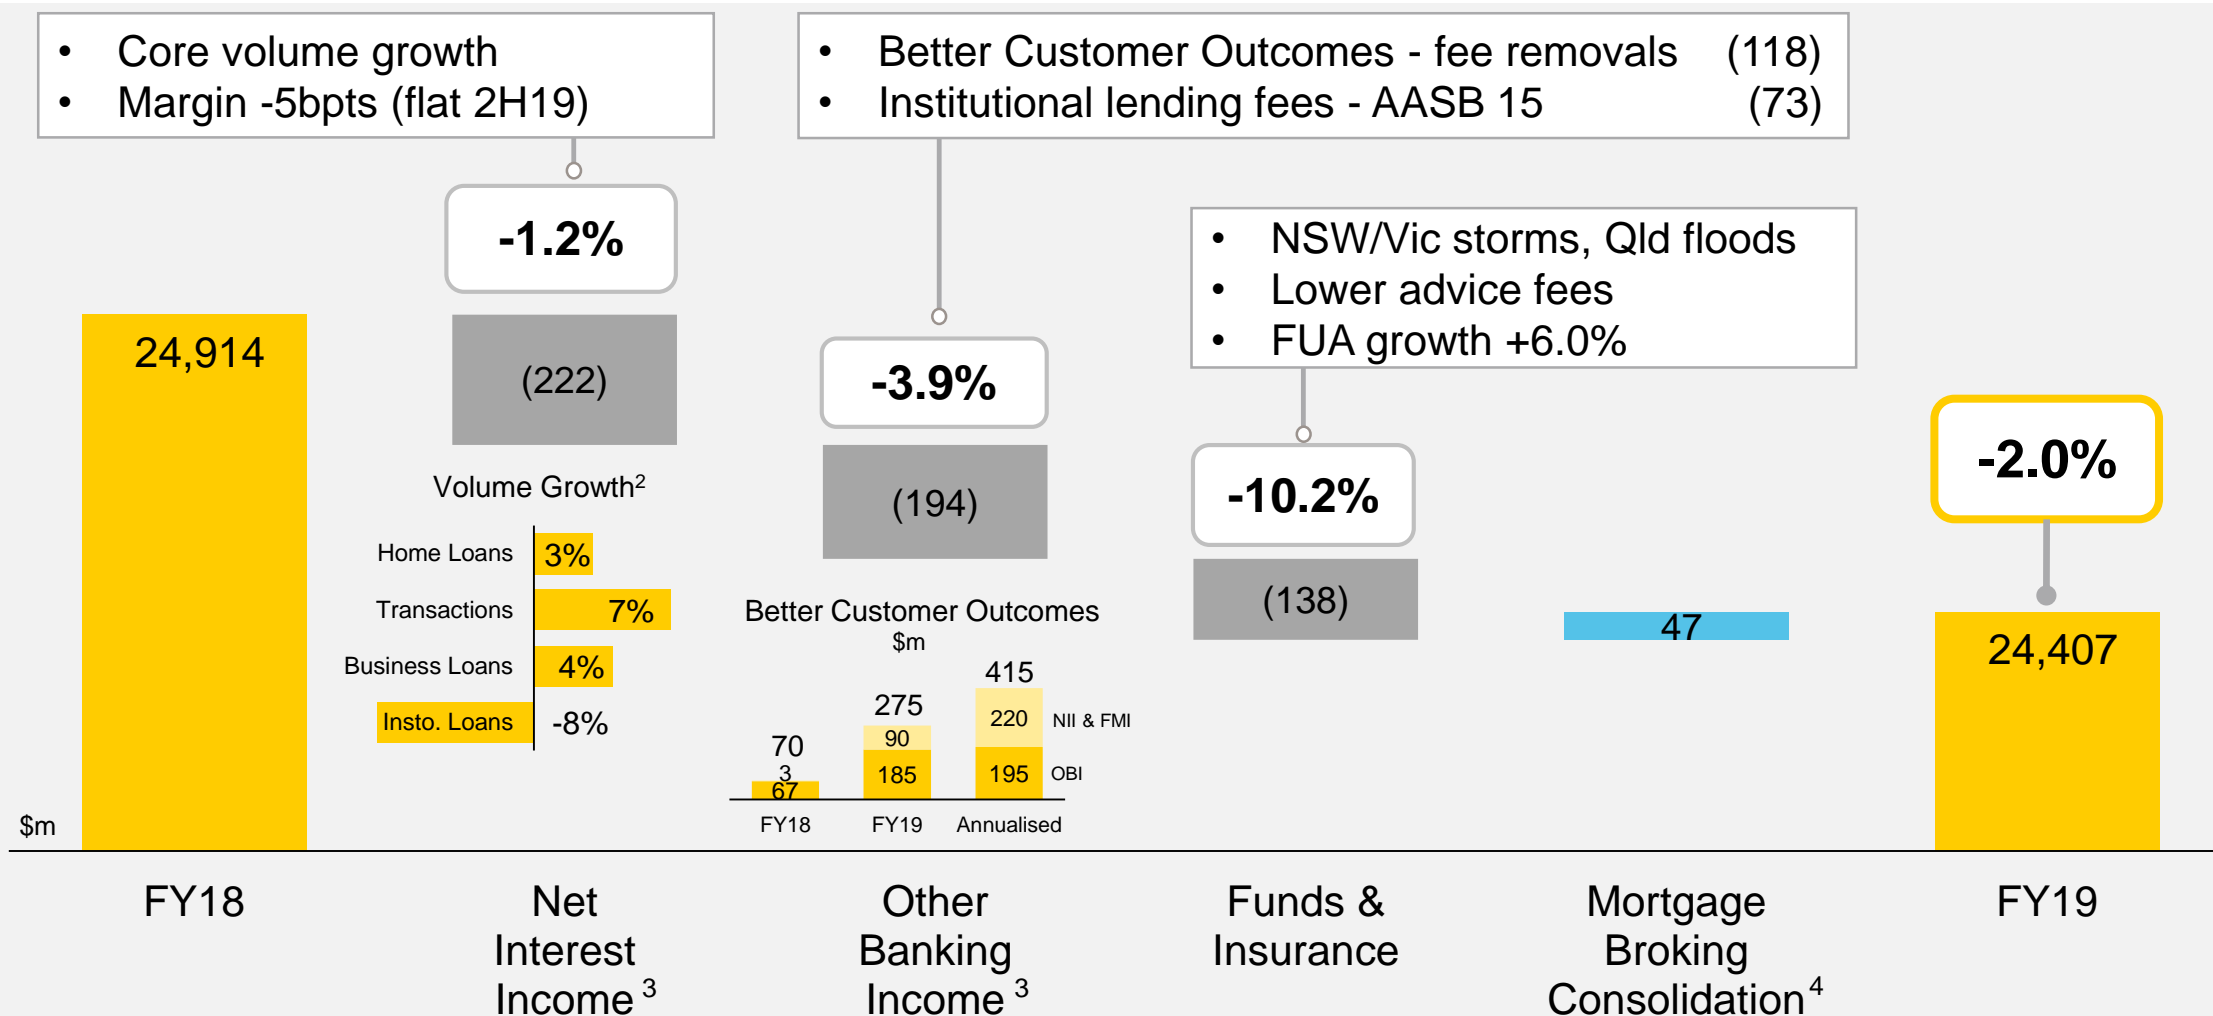 • Core volume growth
• Margin -5bpts (flat 2H19)
• Better Customer Outcomes - fee removals (118)
• Institutional lending fees - AASB 15 (73)
-1.2%
• NSW/Vic storms, Qld floods
• Lower advice fees
• FUA growth +6.0%
24,914
(222)
-3.9%
-10.2%
-2.0%
Volume Growth2
Home Loans 3%
Transactions 7%
Business Loans 4%
Insto. Loans -8%
(194)
Better Customer Outcomes
$m
415
275
220 NII & FMI
70
90
3
185
195 OBI
67
FY18 FY19 Annualised
(138)
47
24,407
$m
FY18
Net
Interest
Income 3
Other
Banking
Income 3
Funds &
Insurance
Mortgage
Broking
Consolidation 4
FY19